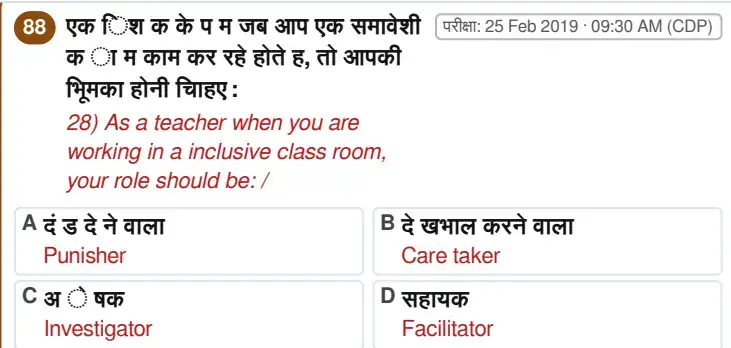 88 एक िश क के प म जब आप एक समावेशी
परीक्षा: 25 Feb 2019 · 09:30 AM (CDP)
क ा म काम कर रहे होते ह, तो आपकी
भूिमका होनी चािहए :
28) As a teacher when you are
working in a inclusive class room,
your role should be: /
A दं ड दे ने वाला
Punisher
B दे खभाल करने वाला
Care taker
C अ े षक
Investigator
D सहायक
Facilitator